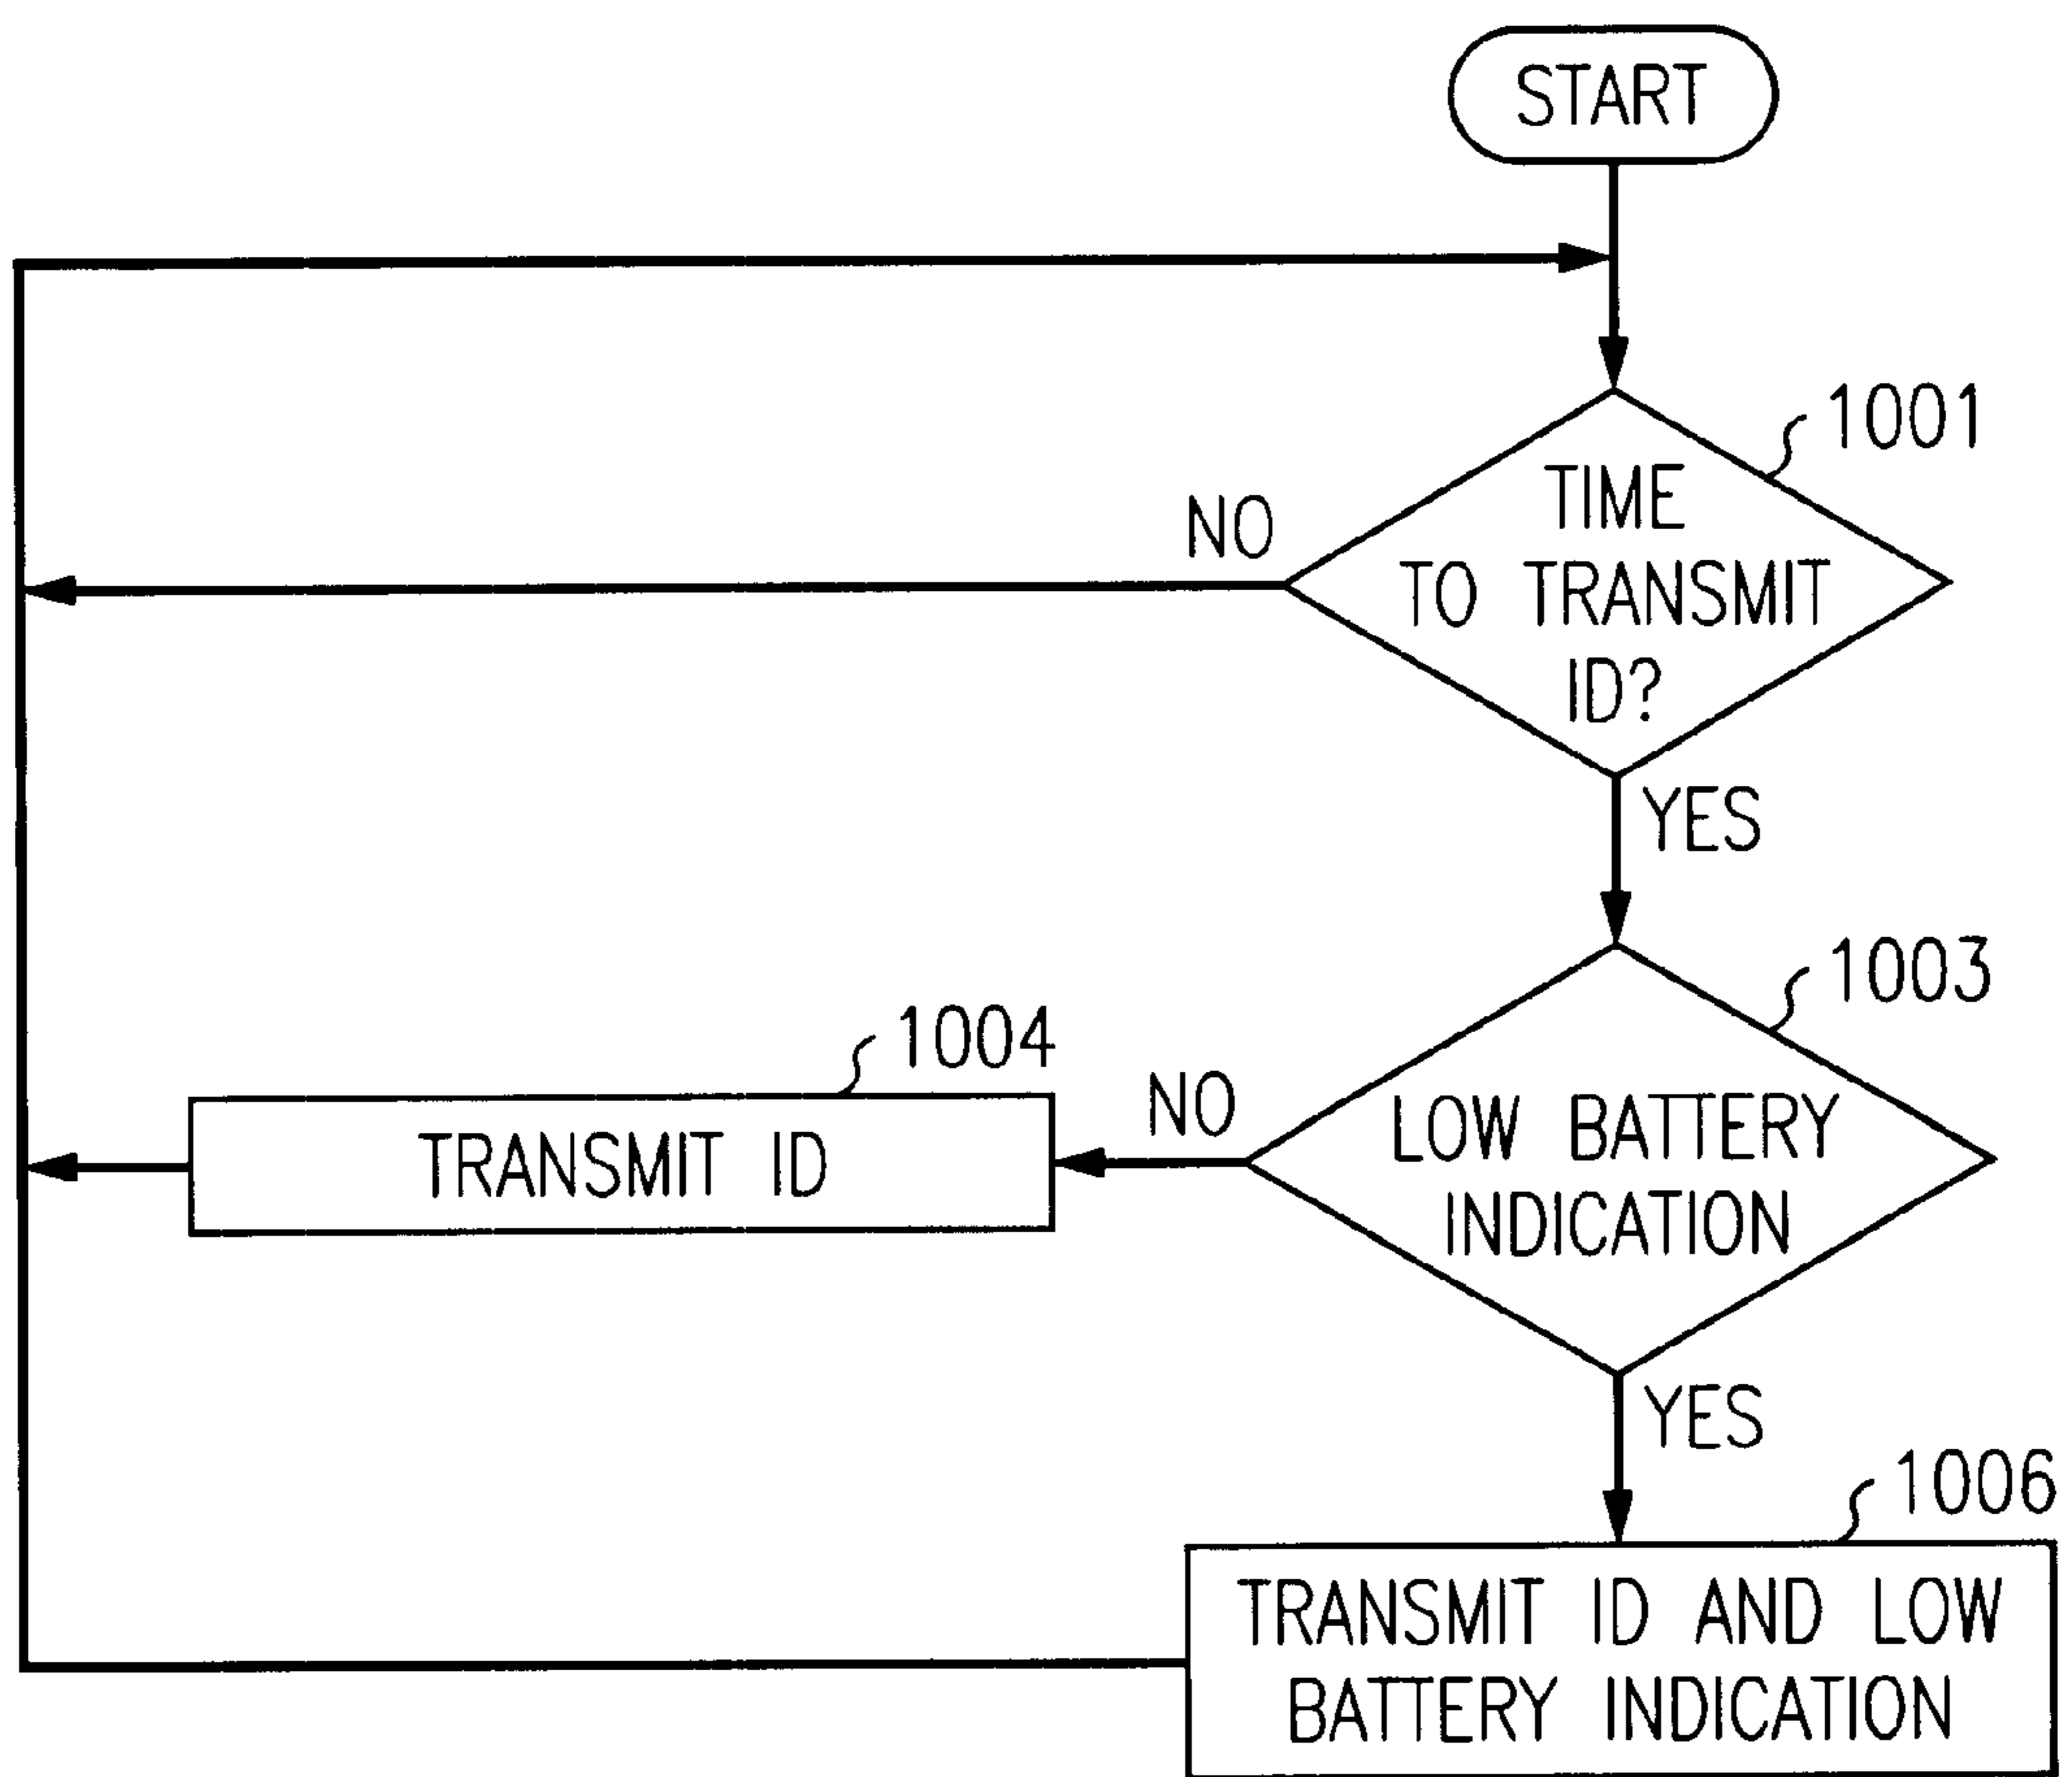 START
1001
TIME
TO TRANSMIT
ID?
NO
YES
1003
LOW BATTERY
INDICATION
NO
1004
TRANSMIT ID
YES
1006
TRANSMIT ID AND LOW
BATTERY INDICATION